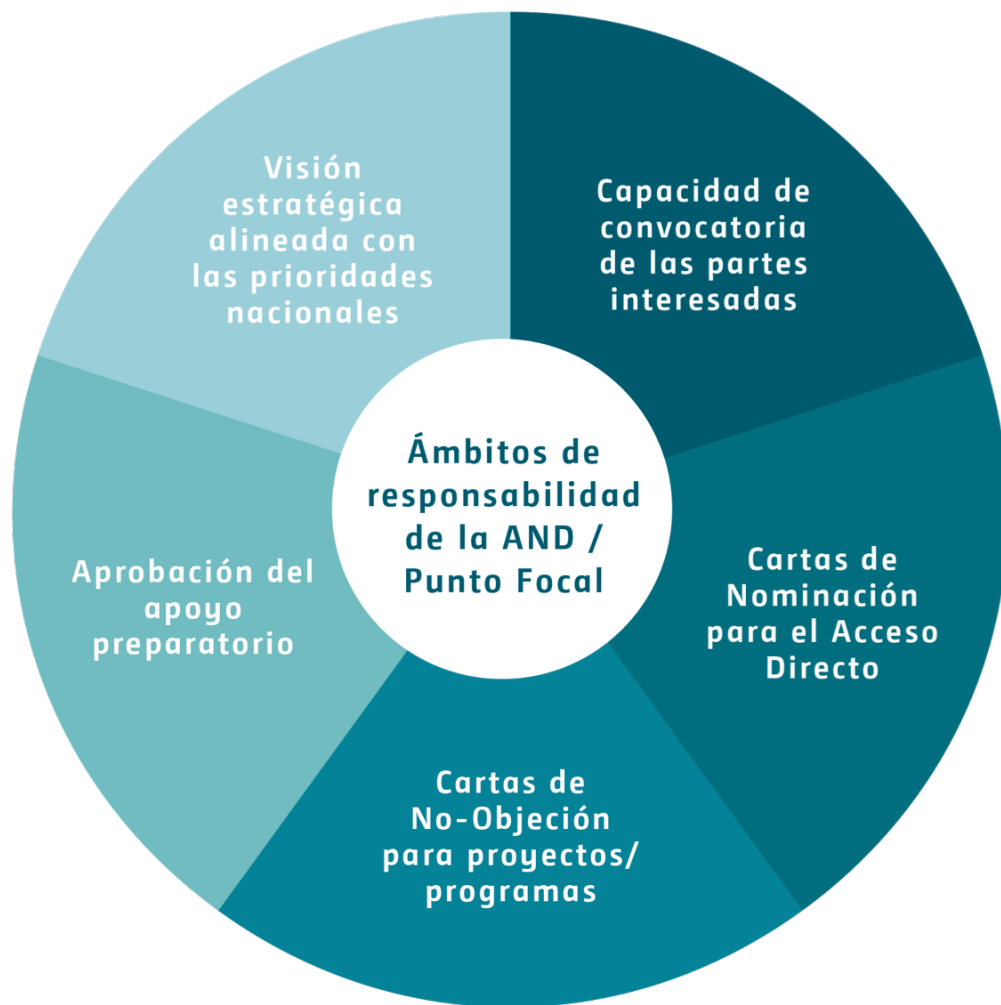 Visión
estratégica
alineada con
las prioridades
nacionales
Capacidad de
convocatoria
de las partes
interesadas
Ámbitos de
responsabilidad
de la AND /
Punto Focal
Aprobación del
apoyo
preparatorio
Cartas de
Nominación
para el Acceso
Directo
Cartas de
No-Objeción
para proyectos/
programas